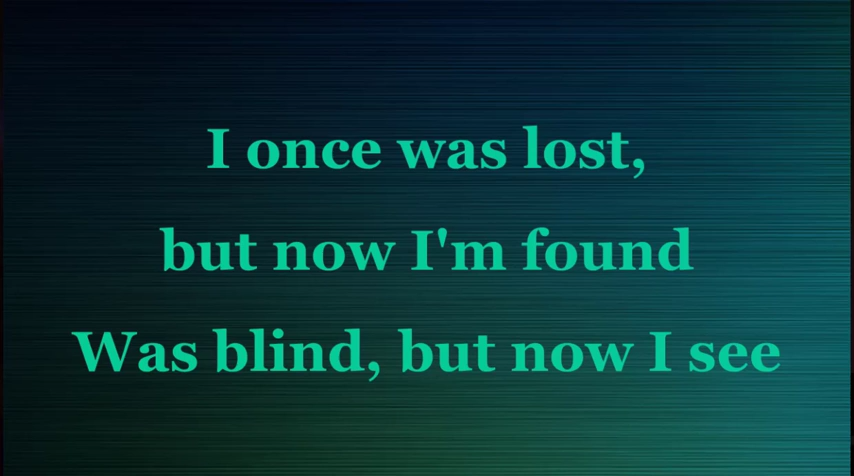 I once was lost,
but now I'm found
Was blind, but now I see